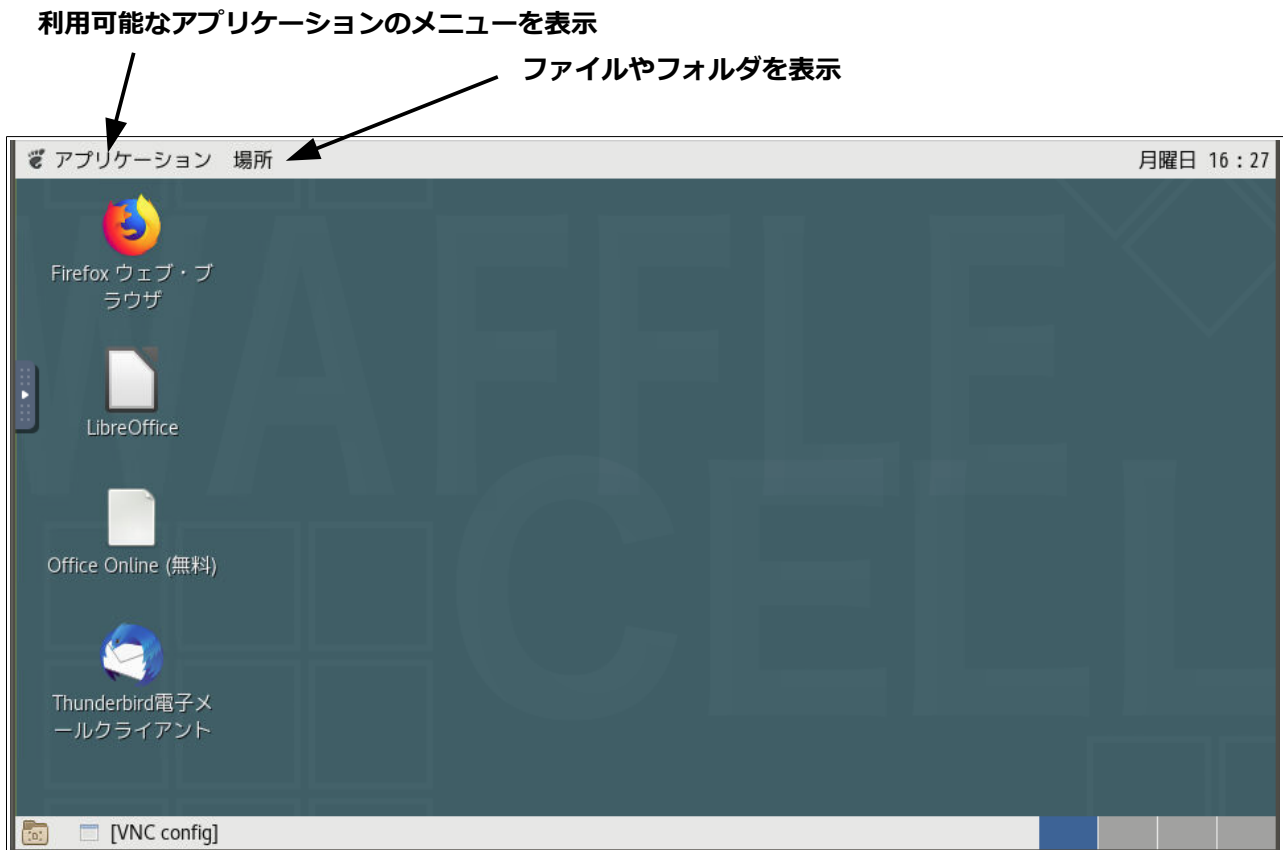 利用可能なアプリケーションのメニューを表示
ファイルやフォルダを表示
アプリケーション 場所 月曜日 16：27
WAFFLE
CELL
Firefox ウェブ・ブ
ラウザ
LibreOffice
Office Online (無料)
Thunderbird電子メ
ールクライアント
[VNC config]